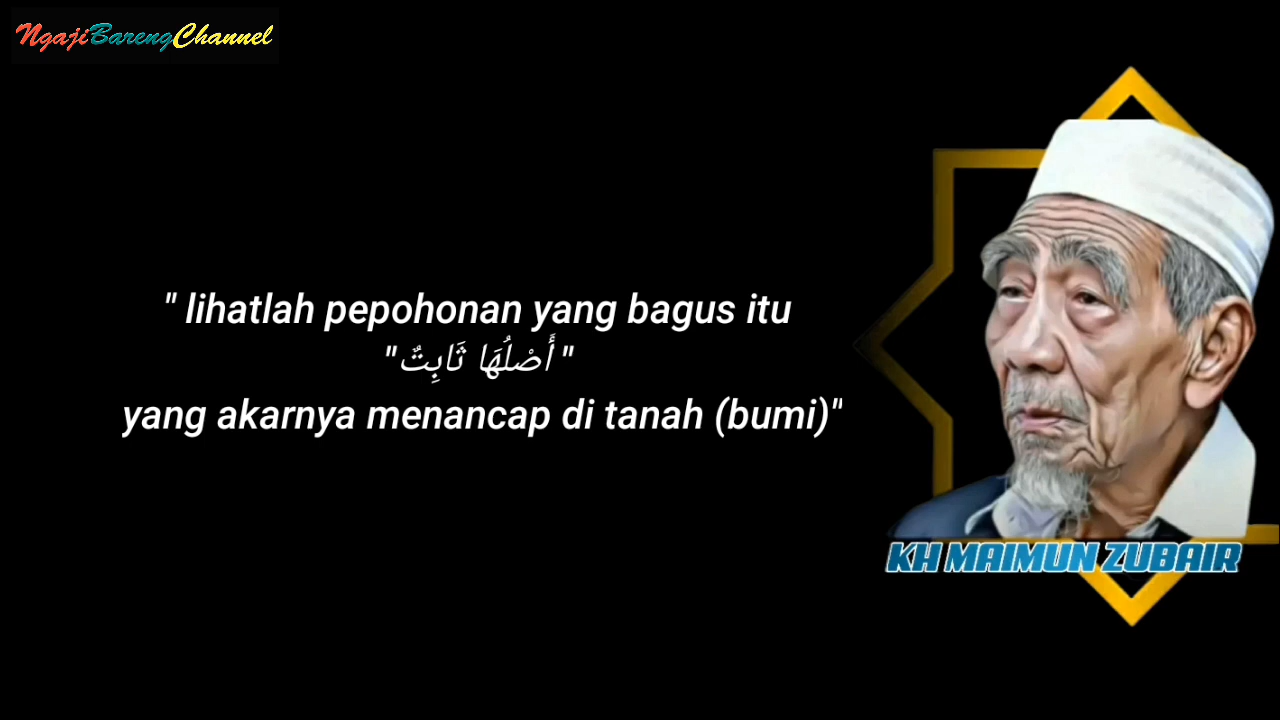 NgajiBarengChannel
" lihatlah pepohonan yang bagus itu
"أَصْلُهَا ثَابِتٌ"
yang akarnya menancap di tanah (bumi)"
KH MAIMUN ZUBAIR